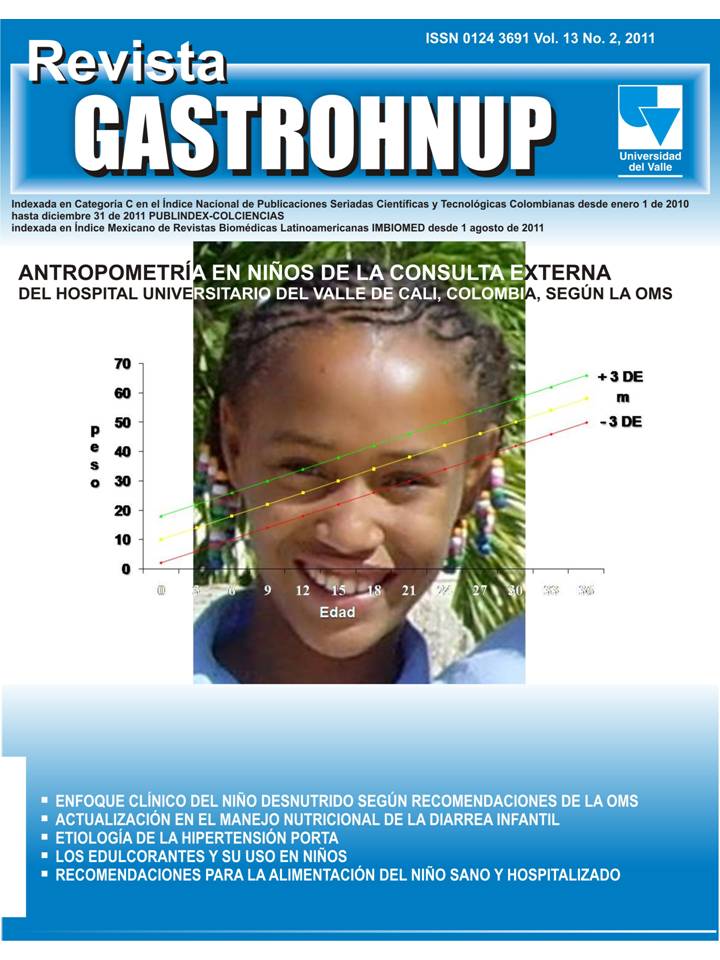 ISSN 0124 3691 Vol. 13 No. 2, 2011
Revista
GASTROHNUP
Universidad
del Valle
Indexada en Categoría C en el Índice Nacional de Publicaciones Seriadas Científicas y Tecnológicas Colombianas desde enero 1 de 2010
hasta diciembre 31 de 2011 PUBLINDEX-COLCIENCIAS
indexada en Índice Mexicano de Revistas Biomédicas Latinoamericanas IMBIOMED desde 1 agosto de 2011
ANTROPOMETRÍA EN NIÑOS DE LA CONSULTA EXTERNA
DEL HOSPITAL UNIVERSITARIO DEL VALLE DE CALI, COLOMBIA, SEGÚN LA OMS
70
60
50
40
30
20
10
0
peso
+ 3 DE
m
- 3 DE
0 3 6 9 12 15 18 21 24 27 30 33 36
Edad
▪ ENFOQUE CLÍNICO DEL NIÑO DESNUTRIDO SEGÚN RECOMENDACIONES DE LA OMS
▪ ACTUALIZACIÓN EN EL MANEJO NUTRICIONAL DE LA DIARREA INFANTIL
▪ ETIOLOGÍA DE LA HIPERTENSIÓN PORTA
▪ LOS EDULCORANTES Y SU USO EN NIÑOS
▪ RECOMENDACIONES PARA LA ALIMENTACIÓN DEL NIÑO SANO Y HOSPITALIZADO